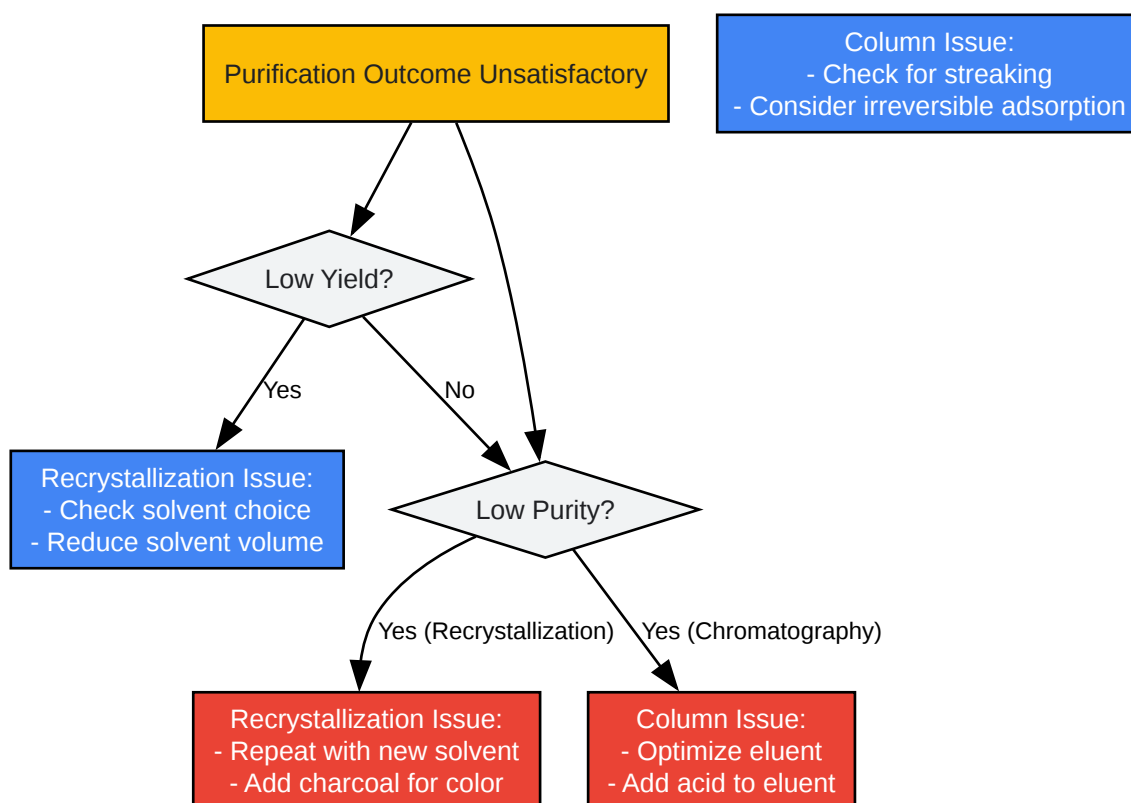 Purification Outcome Unsatisfactory
Column Issue:
- Check for streaking
- Consider irreversible adsorption
Low Yield?
Yes
No
Recrystallization Issue:
- Check solvent choice
- Reduce solvent volume
Low Purity?
Yes (Recrystallization)
Yes (Chromatography)
Recrystallization Issue:
- Repeat with new solvent
- Add charcoal for color
Column Issue:
- Optimize eluent
- Add acid to eluent